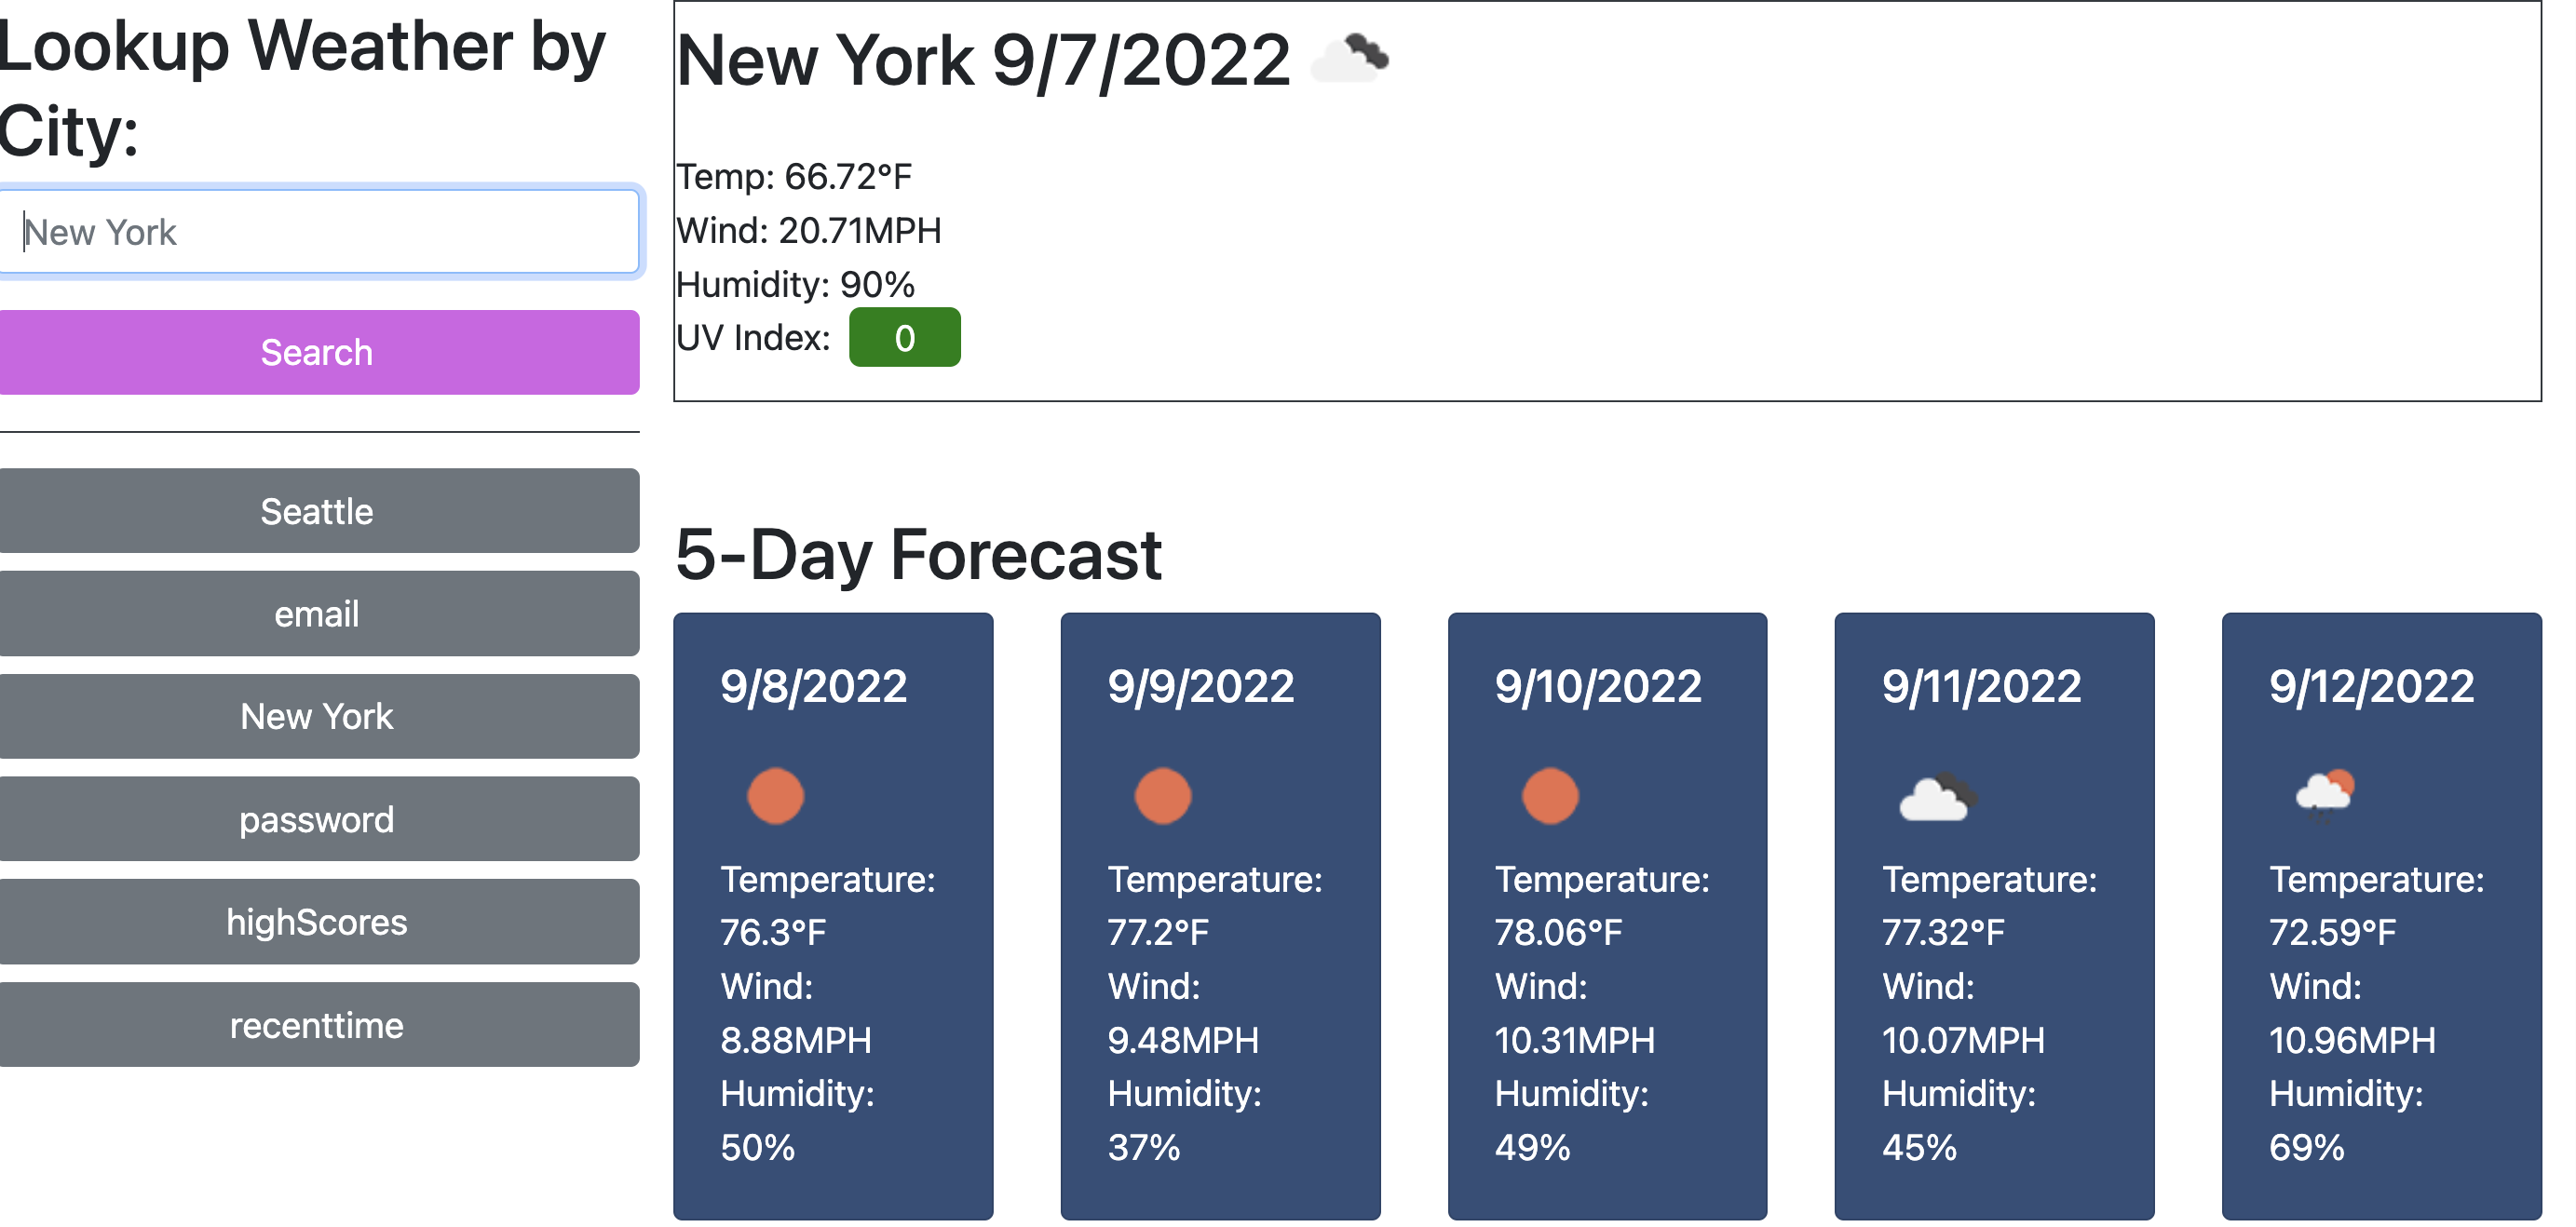 Lookup Weather by
City:
New York
Search
Seattle
email
New York
password
highScores
recenttime
New York 9/7/2022
Temp: 66.72°F
Wind: 20.71MPH
Humidity: 90%
UV Index: 0
5-Day Forecast
9/8/2022
Temperature:
76.3°F
Wind:
8.88MPH
Humidity:
50%
9/9/2022
Temperature:
77.2°F
Wind:
9.48MPH
Humidity:
37%
9/10/2022
Temperature:
78.06°F
Wind:
10.31MPH
Humidity:
49%
9/11/2022
Temperature:
77.32°F
Wind:
10.07MPH
Humidity:
45%
9/12/2022
Temperature:
72.59°F
Wind:
10.96MPH
Humidity:
69%